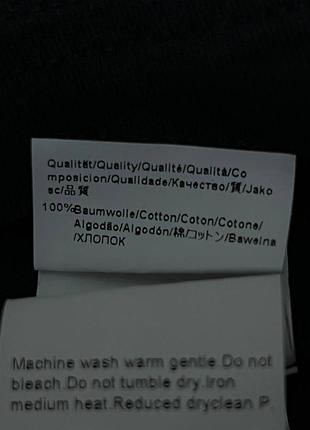 Qualität/Quality/Qualité/Qualità/Co
mposicion/Qualidade/Качество/質/Jako
sc/品質
100%Baumwolle/Cotton/Coton/Cotone/
Algodão/Algodón/綿/コットン/Bawelna
/ХЛОПОК
Machine wash warm gentle.Do not
bleach.Do not tumble dry.Iron
medium heat.Reduced dryclean P.